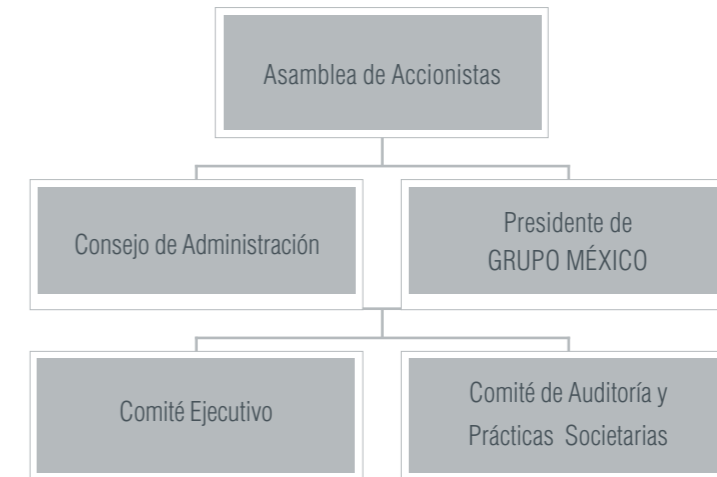 Asamblea de Accionistas
Consejo de Administración
Presidente de
GRUPO MÉXICO
Comité Ejecutivo
Comité de Auditoría y
Prácticas Societarias